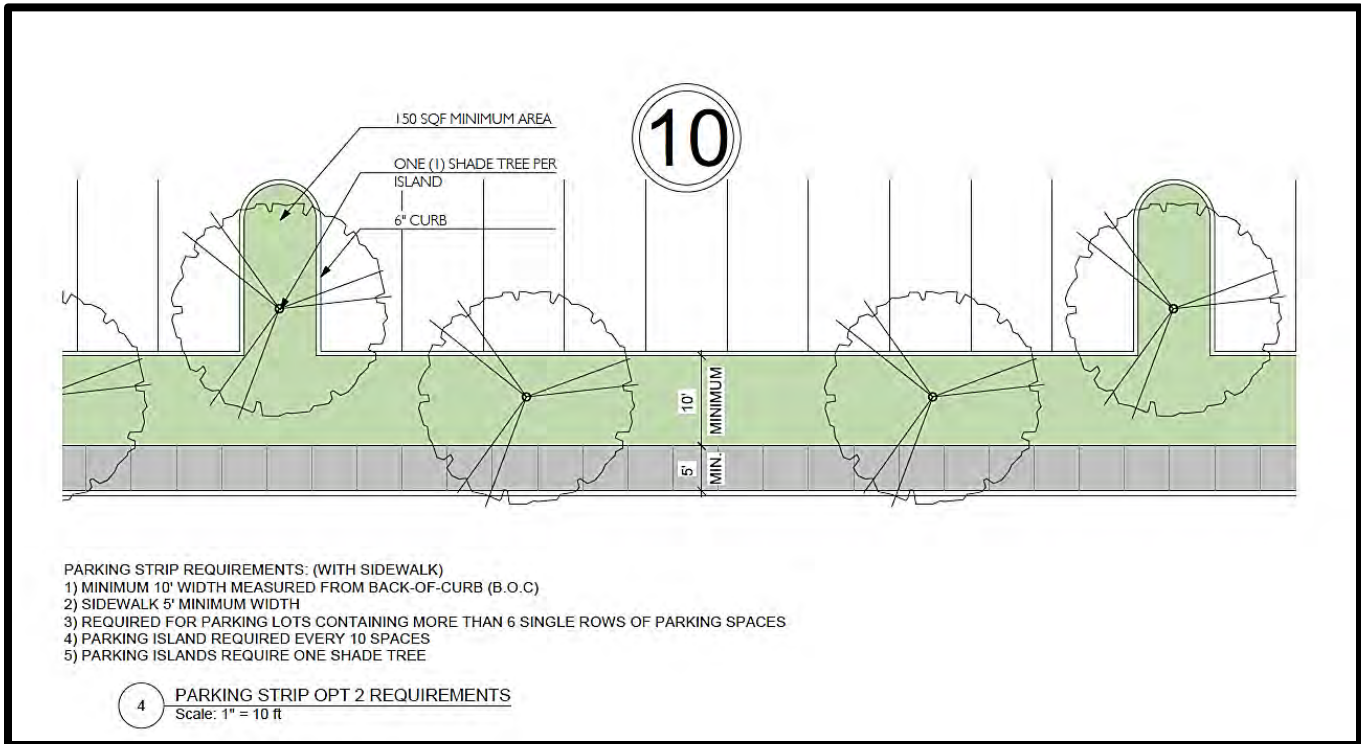 10
150 SQF MINIMUM AREA
ONE (1) SHADE TREE PER
ISLAND
6" CURB
10'
MINIMUM
5'
MIN.
PARKING STRIP REQUIREMENTS: (WITH SIDEWALK)
1) MINIMUM 10' WIDTH MEASURED FROM BACK-OF-CURB (B.O.C)
2) SIDEWALK 5' MINIMUM WIDTH
3) REQUIRED FOR PARKING LOTS CONTAINING MORE THAN 6 SINGLE ROWS OF PARKING SPACES
4) PARKING ISLAND REQUIRED EVERY 10 SPACES
5) PARKING ISLANDS REQUIRE ONE SHADE TREE
4
PARKING STRIP OPT 2 REQUIREMENTS
Scale: 1" = 10 ft